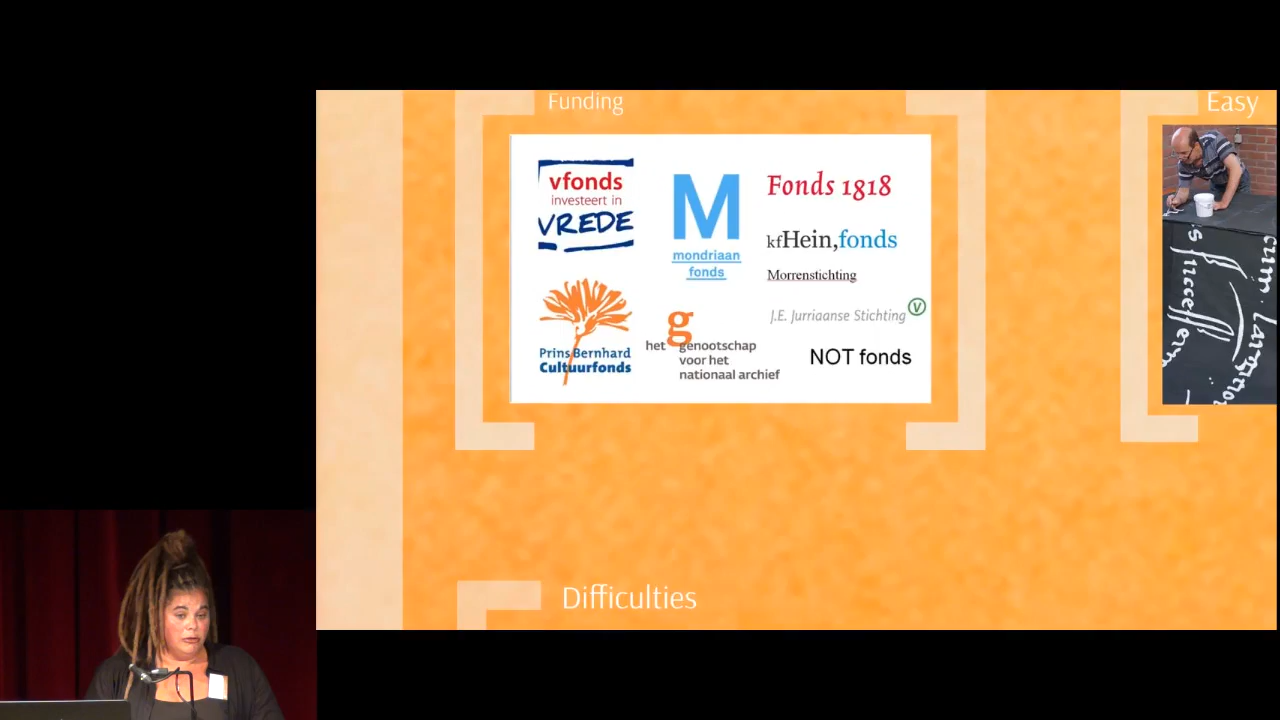 Funding
Easy
vfonds
investeert in
VREDE
M
mondriaan
fonds
Fonds 1818
kfHein,fonds
Morrenstichting
J.E. Jurriaanse Stichting V
Prins Bernhard
Cultuurfonds
g
het genootschap
voor het
nationaal archief
NOT fonds
Difficulties